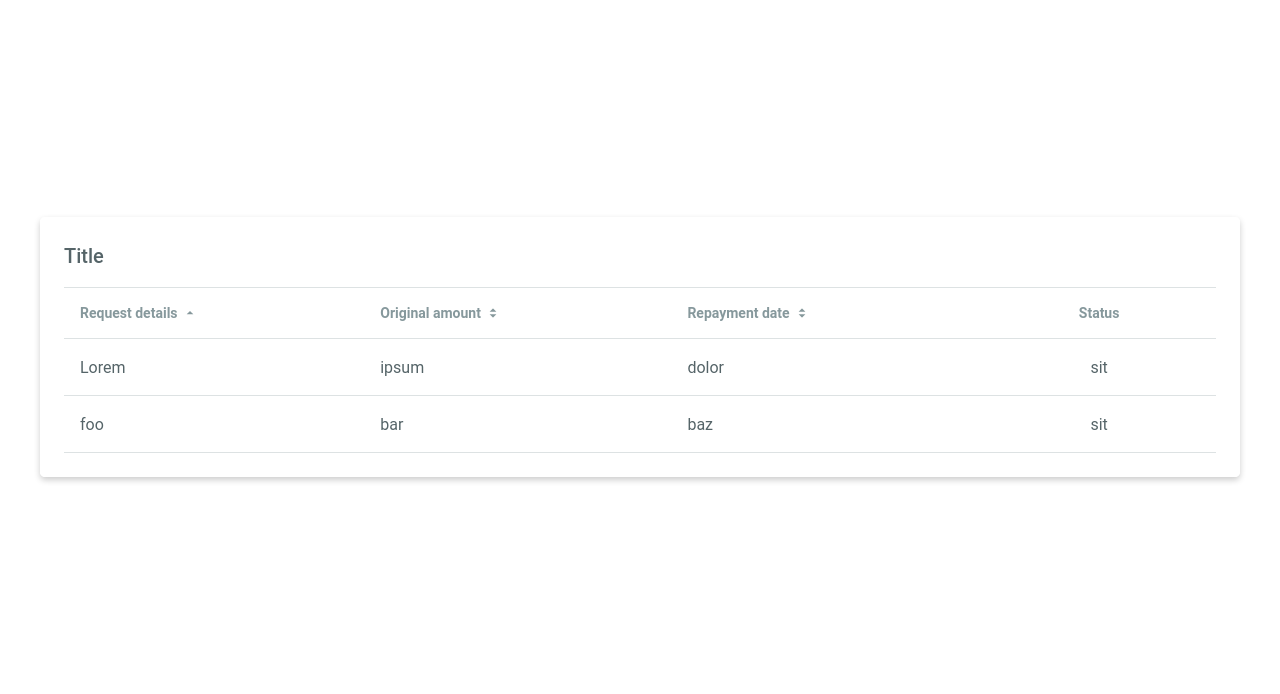 Title
Request details Original amount Repayment date Status
Lorem ipsum dolor sit
foo bar baz sit